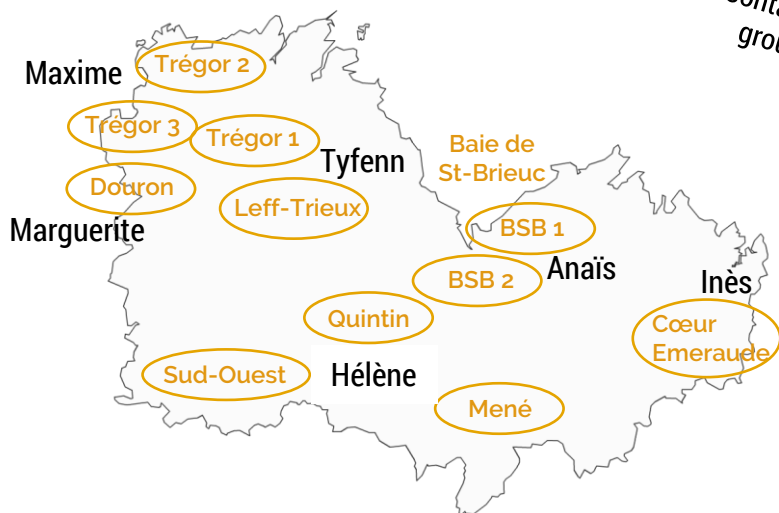 Trégor 2
Maxime
Trégor 3
Trégor 1
Tyfenn
Douron
Leff-Trieux
Marguerite
Baie de
St-Brieuc
BSB 1
Anaïs
BSB 2
Inès
Quintin
Cœur
Emeraude
Sud-Ouest
Hélène
Mené